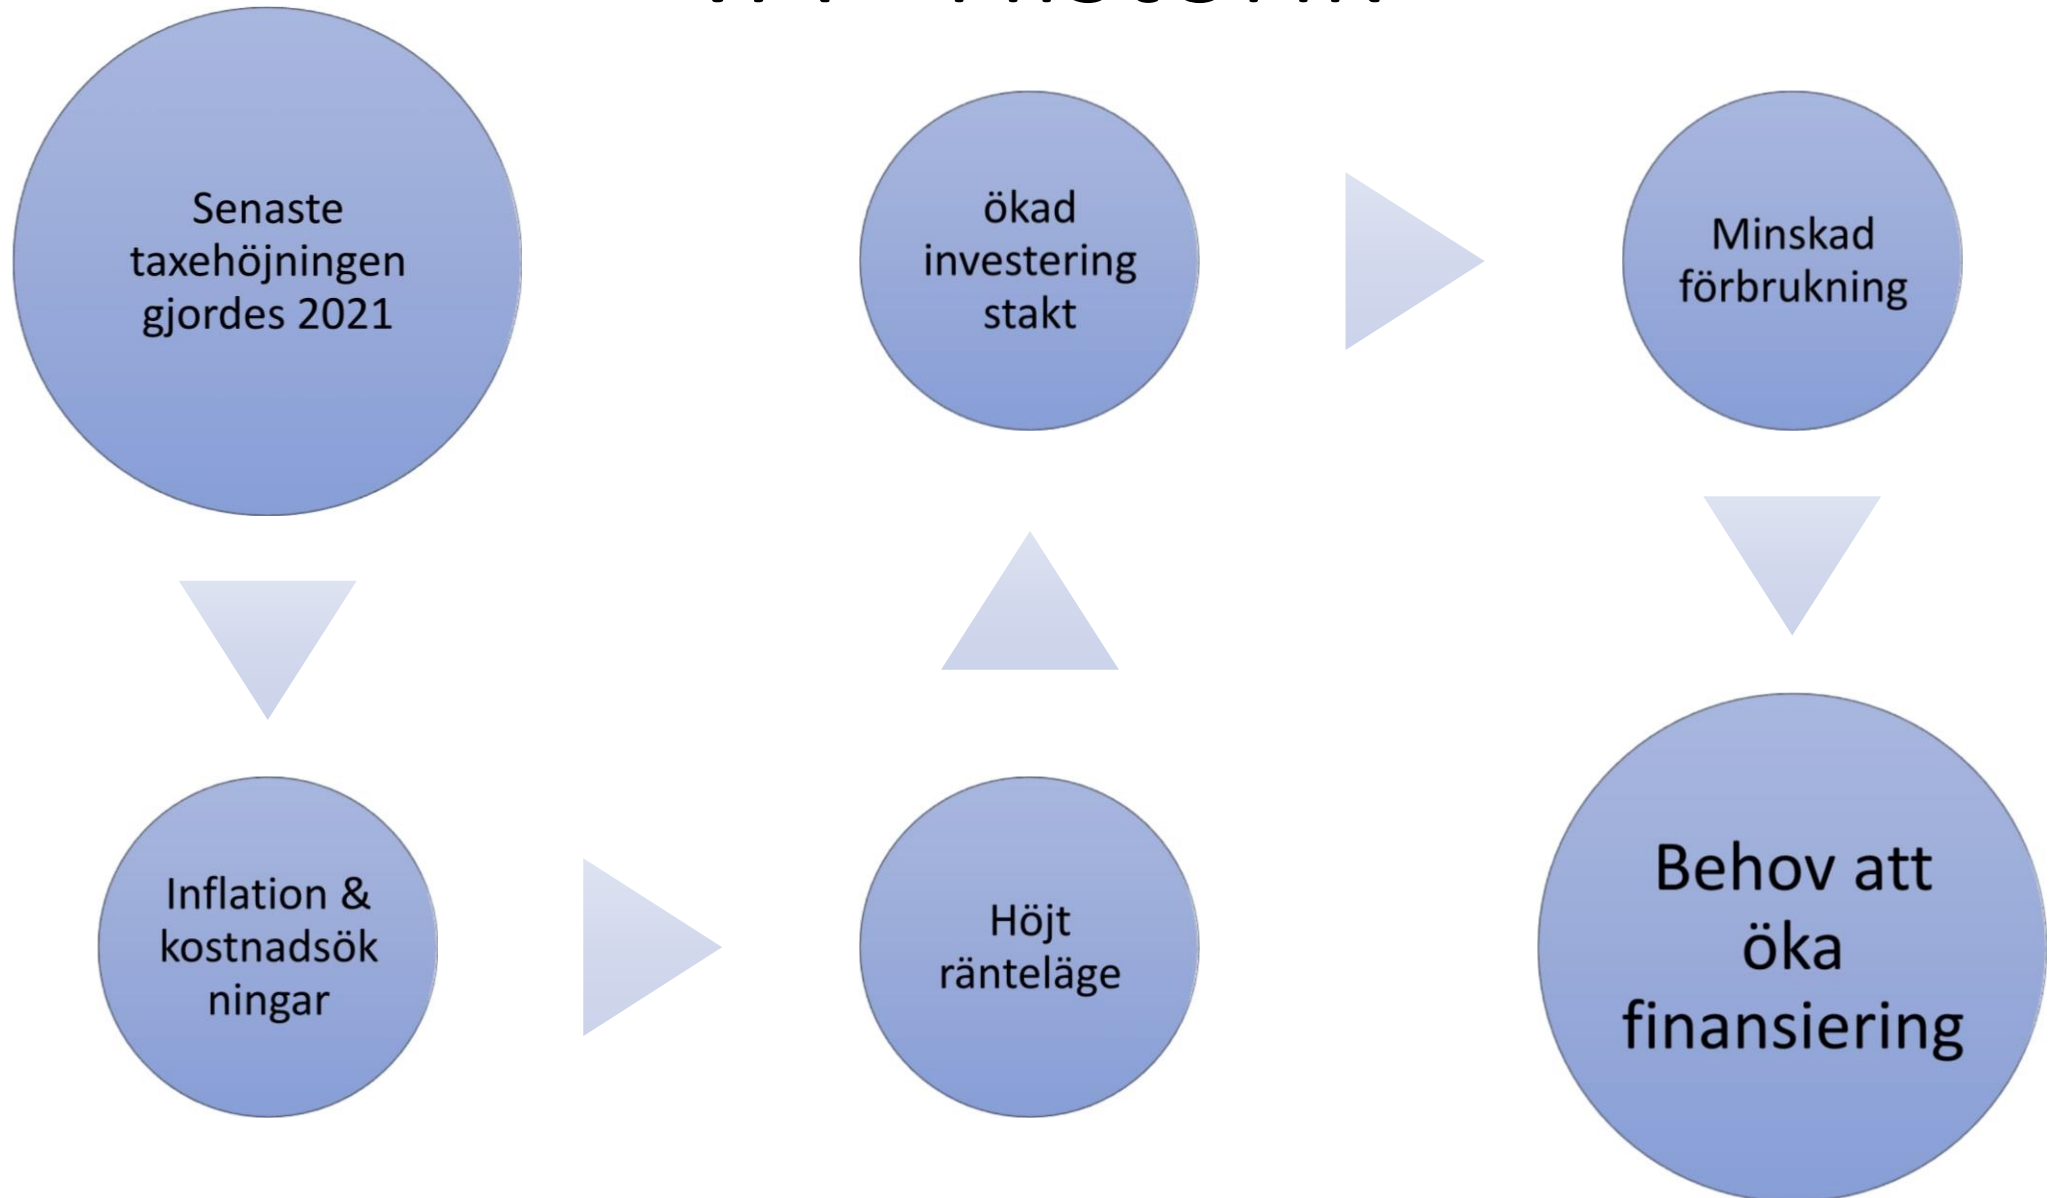 Senaste
taxehöjningen
gjordes 2021
Inflation &
kostnadsök
ningar
Höjt
ränteläge
ökad
investering
stakt
Minskad
förbrukning
Behov att
öka
finansiering